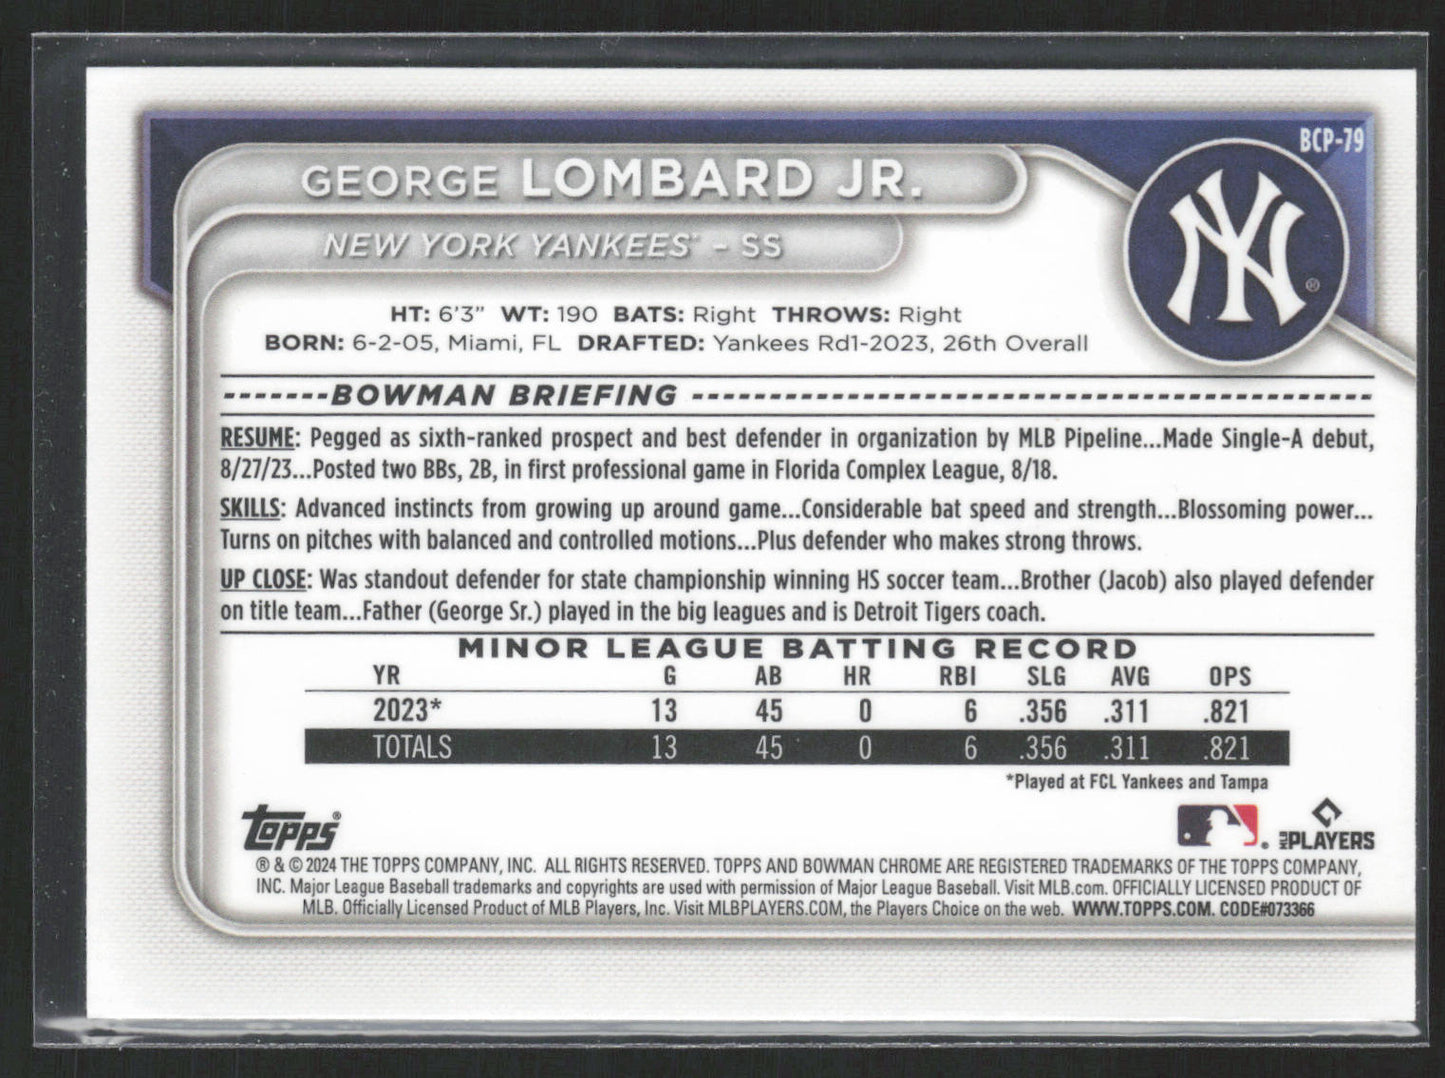 BCP-79
GEORGE LOMBARD JR.
NEW YORK YANKEES™ – SS
NY®
HT: 6'3" WT: 190 BATS: Right THROWS: Right
BORN: 6-2-05, Miami, FL DRAFTED: Yankees Rd1-2023, 26th Overall
BOWMAN BRIEFING
RESUME: Pegged as sixth-ranked prospect and best defender in organization by MLB Pipeline...Made Single-A debut,
8/27/23...Posted two BBs, 2B, in first professional game in Florida Complex League, 8/18.
SKILLS: Advanced instincts from growing up around game...Considerable bat speed and strength...Blossoming power...
Turns on pitches with balanced and controlled motions...Plus defender who makes strong throws.
UP CLOSE: Was standout defender for state championship winning HS soccer team...Brother (Jacob) also played defender
on title team...Father (George Sr.) played in the big leagues and is Detroit Tigers coach.
MINOR LEAGUE BATTING RECORD
YR G AB HR RBI SLG AVG OPS
2023* 13 45 0 6 .356 .311 .821
TOTALS 13 45 0 6 .356 .311 .821
*Played at FCL Yankees and Tampa
Topps®
MLB PLAYERS
® & © 2024 THE TOPPS COMPANY, INC. ALL RIGHTS RESERVED. TOPPS AND BOWMAN CHROME ARE REGISTERED TRADEMARKS OF THE TOPPS COMPANY,
INC. Major League Baseball trademarks and copyrights are used with permission of Major League Baseball. Visit MLB.com. OFFICIALLY LICENSED PRODUCT OF
MLB. Officially Licensed Product of MLB Players, Inc. Visit MLBPLAYERS.COM, the Players Choice on the web. WWW.TOPPS.COM. CODE#073366